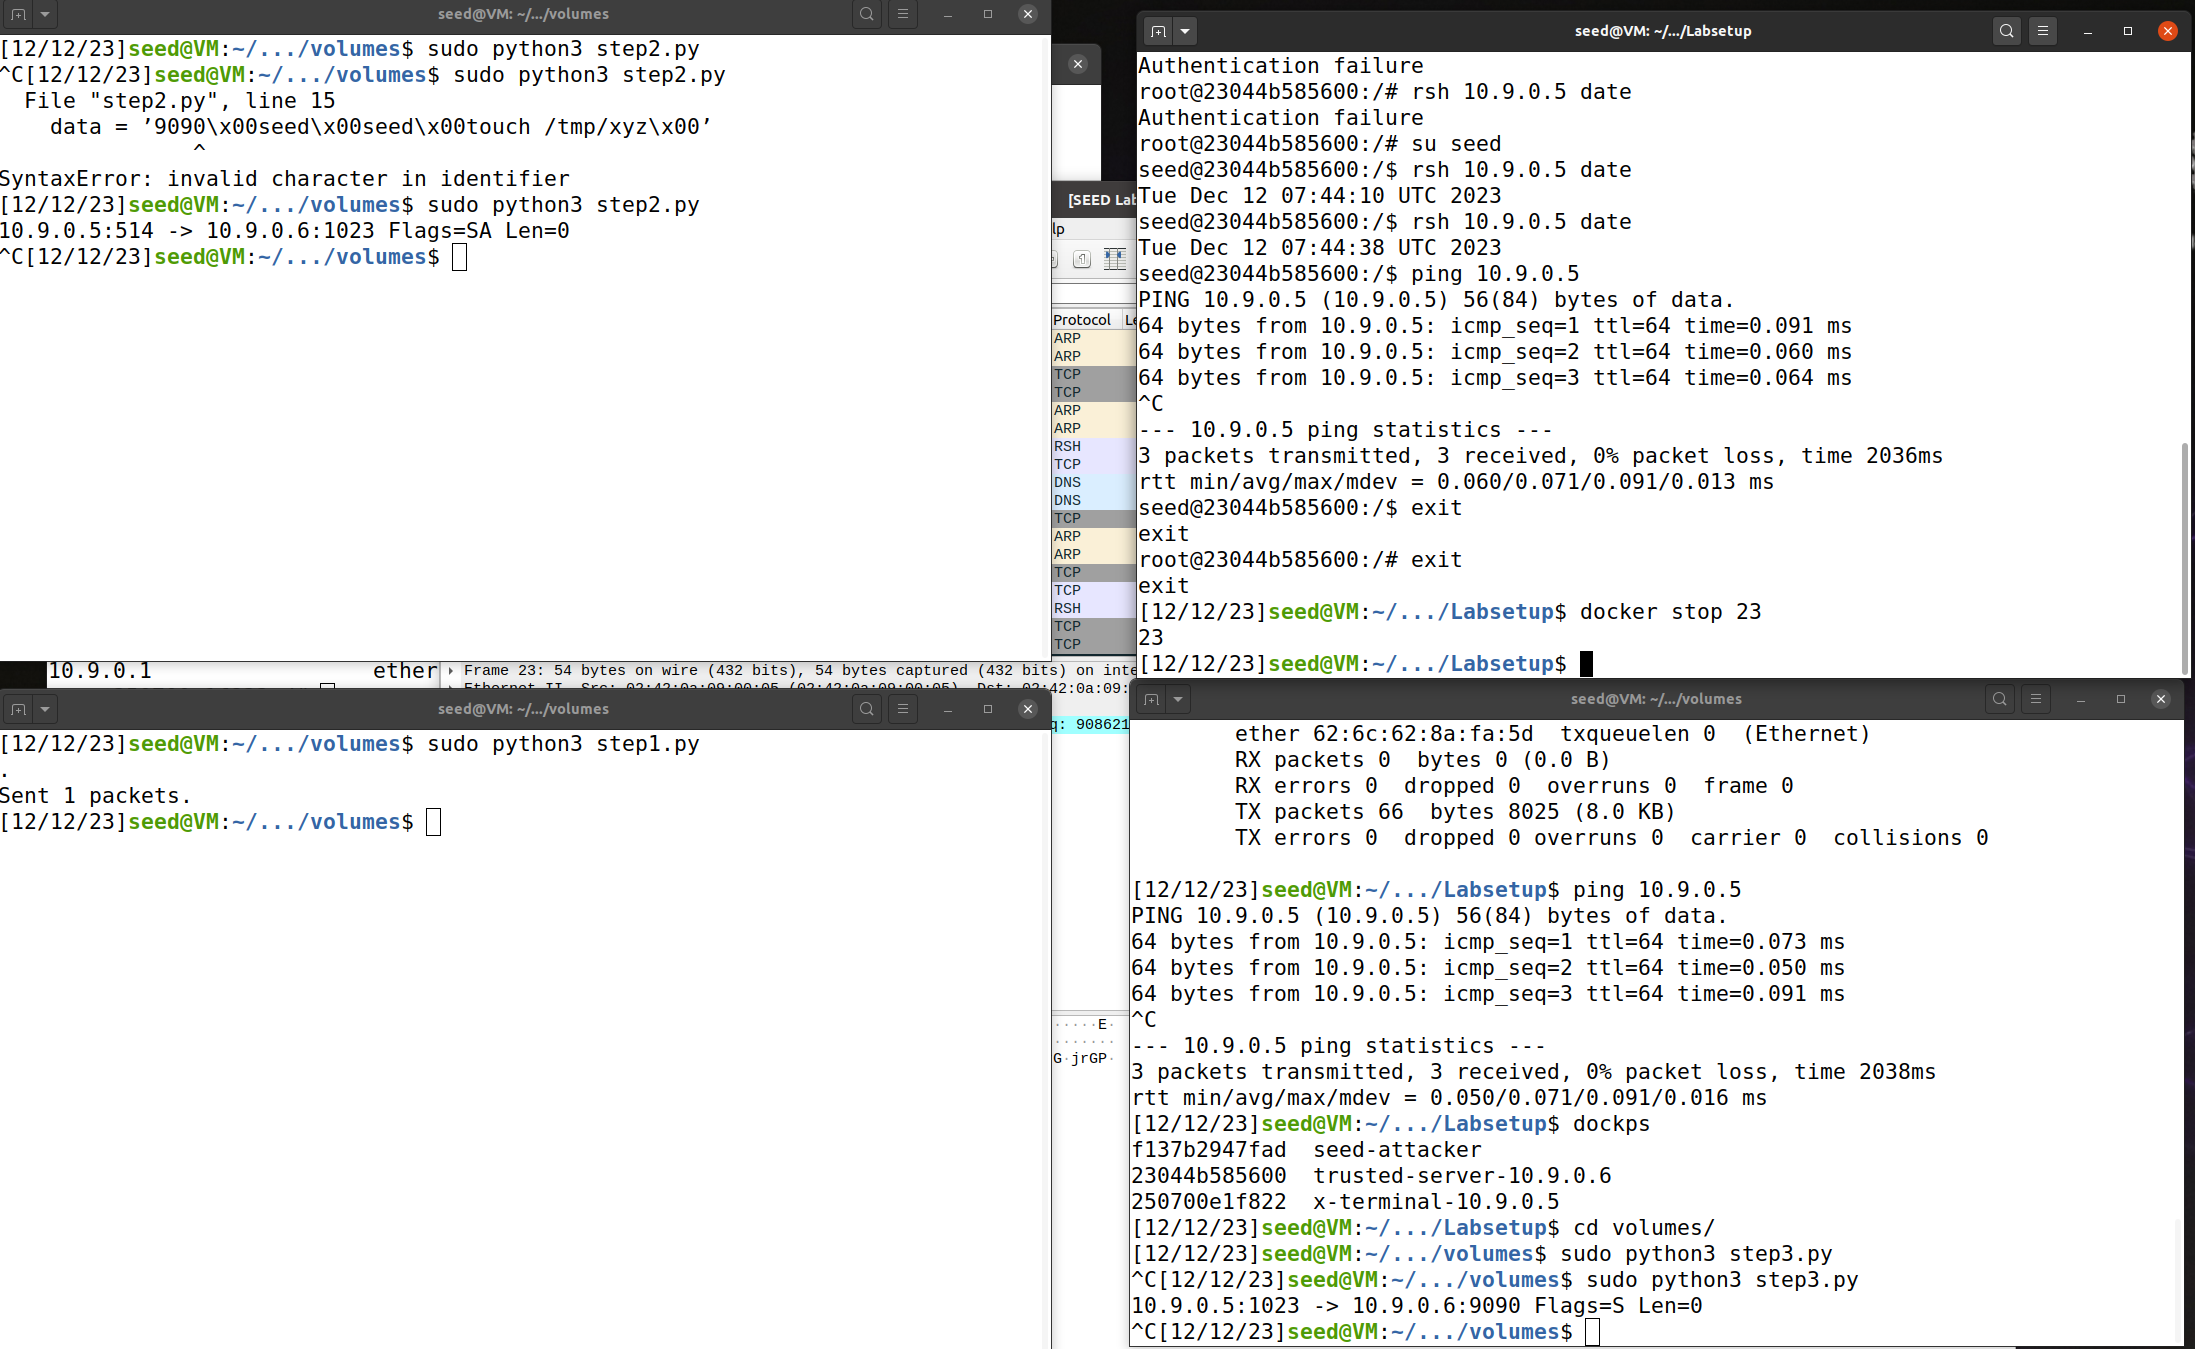 seed@VM: ~/.../volumes
[12/12/23]seed@VM:~/.../volumes$ sudo python3 step2.py
^C[12/12/23]seed@VM:~/.../volumes$ sudo python3 step2.py
  File "step2.py", line 15
    data = ’9090\x00seed\x00seed\x00touch /tmp/xyz\x00’
               ^
SyntaxError: invalid character in identifier
[12/12/23]seed@VM:~/.../volumes$ sudo python3 step2.py
10.9.0.5:514 -> 10.9.0.6:1023 Flags=SA Len=0
^C[12/12/23]seed@VM:~/.../volumes$
[SEED Lab
lp
Protocol
ARP
ARP
TCP
TCP
ARP
ARP
RSH
TCP
DNS
DNS
TCP
ARP
ARP
TCP
TCP
RSH
TCP
TCP
seed@VM: ~/.../Labsetup
Authentication failure
root@23044b585600:/# rsh 10.9.0.5 date
Authentication failure
root@23044b585600:/# su seed
seed@23044b585600:/$ rsh 10.9.0.5 date
Tue Dec 12 07:44:10 UTC 2023
seed@23044b585600:/$ rsh 10.9.0.5 date
Tue Dec 12 07:44:38 UTC 2023
seed@23044b585600:/$ ping 10.9.0.5
PING 10.9.0.5 (10.9.0.5) 56(84) bytes of data.
64 bytes from 10.9.0.5: icmp_seq=1 ttl=64 time=0.091 ms
64 bytes from 10.9.0.5: icmp_seq=2 ttl=64 time=0.060 ms
64 bytes from 10.9.0.5: icmp_seq=3 ttl=64 time=0.064 ms
^C
--- 10.9.0.5 ping statistics ---
3 packets transmitted, 3 received, 0% packet loss, time 2036ms
rtt min/avg/max/mdev = 0.060/0.071/0.091/0.013 ms
seed@23044b585600:/$ exit
exit
root@23044b585600:/# exit
exit
[12/12/23]seed@VM:~/.../Labsetup$ docker stop 23
23
[12/12/23]seed@VM:~/.../Labsetup$
10.9.0.1                 ether
Frame 23: 54 bytes on wire (432 bits), 54 bytes captured (432 bits) on inte
q: 908621
seed@VM: ~/.../volumes
[12/12/23]seed@VM:~/.../volumes$ sudo python3 step1.py
.
Sent 1 packets.
[12/12/23]seed@VM:~/.../volumes$
·····E·
·······
G·jrGP·
seed@VM: ~/.../volumes
        ether 62:6c:62:8a:fa:5d  txqueuelen 0  (Ethernet)
        RX packets 0  bytes 0 (0.0 B)
        RX errors 0  dropped 0  overruns 0  frame 0
        TX packets 66  bytes 8025 (8.0 KB)
        TX errors 0  dropped 0 overruns 0  carrier 0  collisions 0
[12/12/23]seed@VM:~/.../Labsetup$ ping 10.9.0.5
PING 10.9.0.5 (10.9.0.5) 56(84) bytes of data.
64 bytes from 10.9.0.5: icmp_seq=1 ttl=64 time=0.073 ms
64 bytes from 10.9.0.5: icmp_seq=2 ttl=64 time=0.050 ms
64 bytes from 10.9.0.5: icmp_seq=3 ttl=64 time=0.091 ms
^C
--- 10.9.0.5 ping statistics ---
3 packets transmitted, 3 received, 0% packet loss, time 2038ms
rtt min/avg/max/mdev = 0.050/0.071/0.091/0.016 ms
[12/12/23]seed@VM:~/.../Labsetup$ dockps
f137b2947fad  seed-attacker
23044b585600  trusted-server-10.9.0.6
250700e1f822  x-terminal-10.9.0.5
[12/12/23]seed@VM:~/.../Labsetup$ cd volumes/
[12/12/23]seed@VM:~/.../volumes$ sudo python3 step3.py
^C[12/12/23]seed@VM:~/.../volumes$ sudo python3 step3.py
10.9.0.5:1023 -> 10.9.0.6:9090 Flags=S Len=0
^C[12/12/23]seed@VM:~/.../volumes$